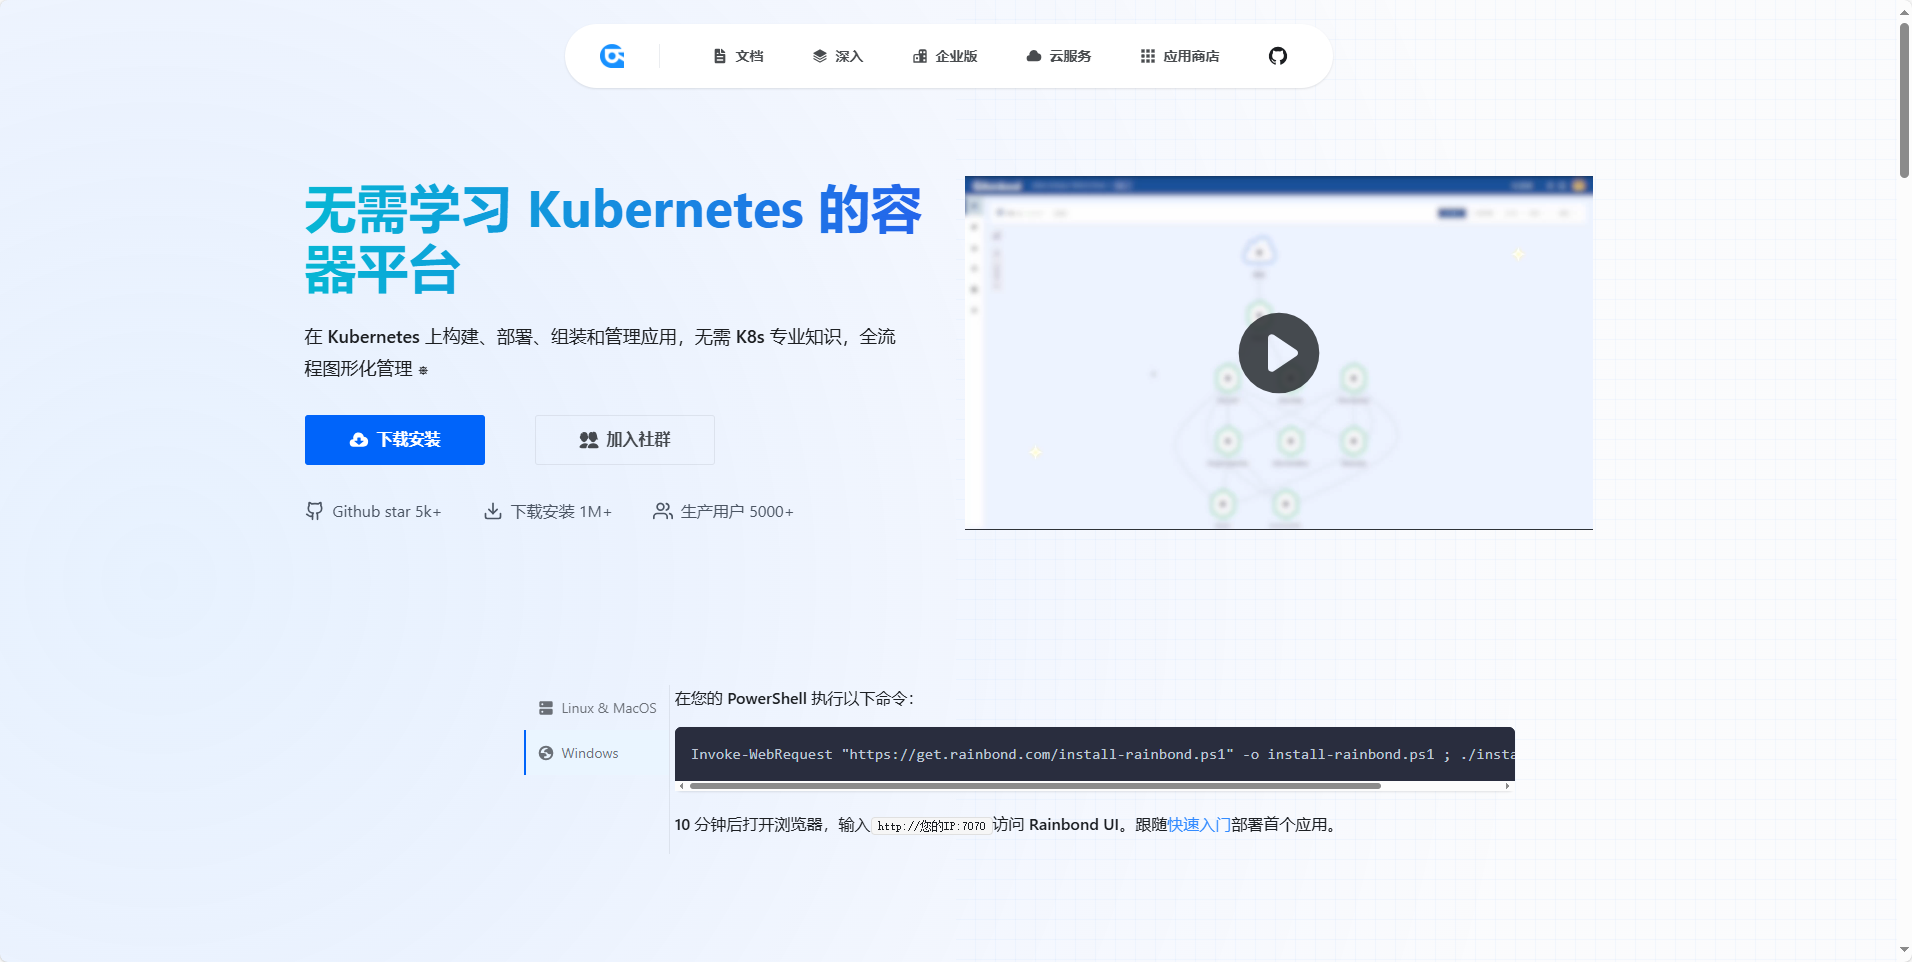 文档
深入
企业版
云服务
应用商店
无需学习 Kubernetes 的容
器平台
在 Kubernetes 上构建、部署、组装和管理应用，无需 K8s 专业知识，全流
程图形化管理 ⎈
下载安装
加入社群
Github star 5k+
下载安装 1M+
生产用户 5000+
Linux & MacOS
Windows
在您的 PowerShell 执行以下命令：
Invoke-WebRequest "https://get.rainbond.com/install-rainbond.ps1" -o install-rainbond.ps1 ; ./insta
10 分钟后打开浏览器，输入 http://您的IP:7070 访问 Rainbond UI。跟随快速入门部署首个应用。